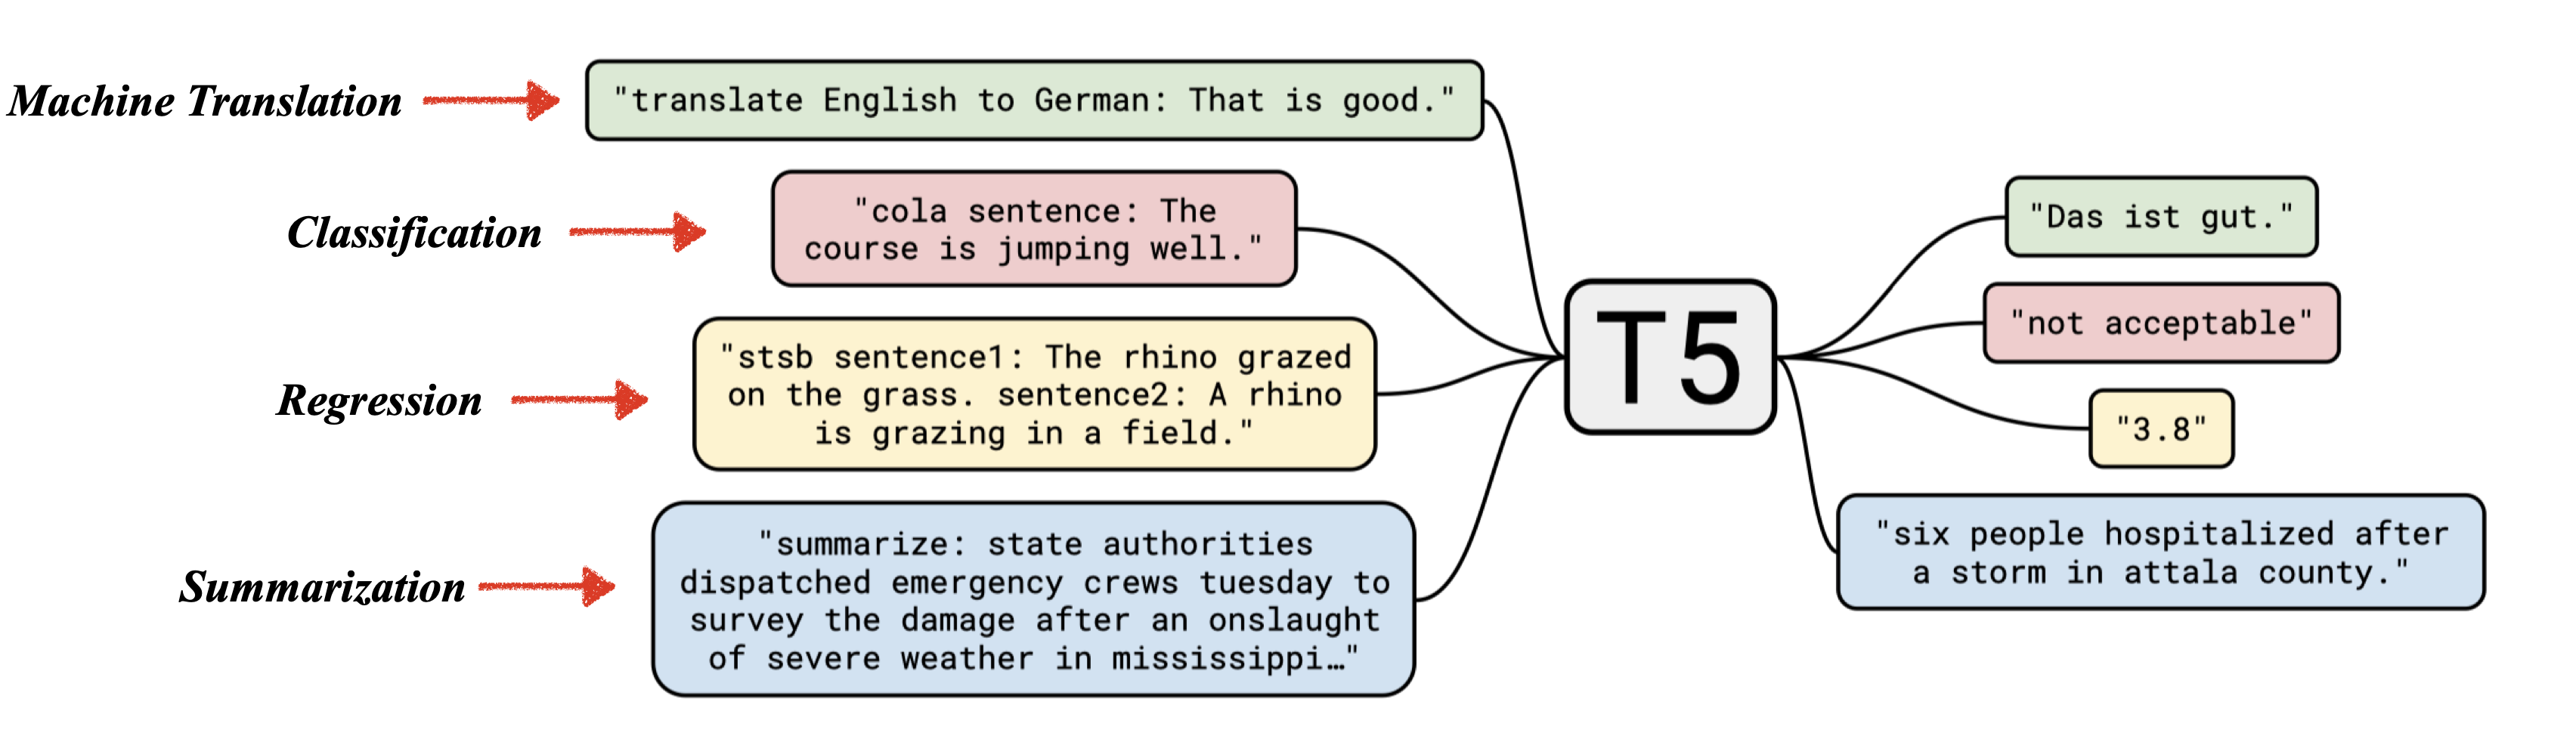 Machine Translation
"translate English to German: That is good."
Classification
"cola sentence: The
course is jumping well."
Regression
"stsb sentence1: The rhino grazed
on the grass. sentence2: A rhino
is grazing in a field."
Summarization
"summarize: state authorities
dispatched emergency crews tuesday to
survey the damage after an onslaught
of severe weather in mississippi…"
T5
"Das ist gut."
"not acceptable"
"3.8"
"six people hospitalized after
a storm in attala county."